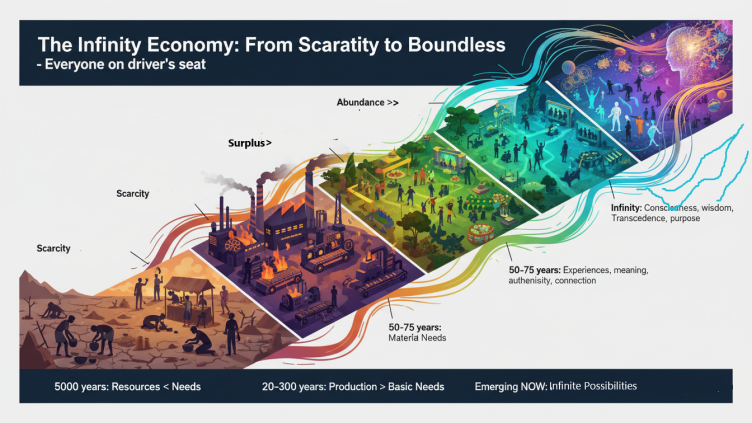 The Infinity Economy: From Scaratity to Boundless
- Everyone on driver's seat
Abundance >>
Surplus>
Scarcity
Scarcity
Infinity: Consciasness, wisdom,
Transcedence, purpose
50-75 years: Experiences, meaning,
authenisity, connection
50-75 years:
Materia Needs
5000 years: Resources < Needs
20-300 years: Production > Basic Needs
Emerging NOW: Infinite Possibilities